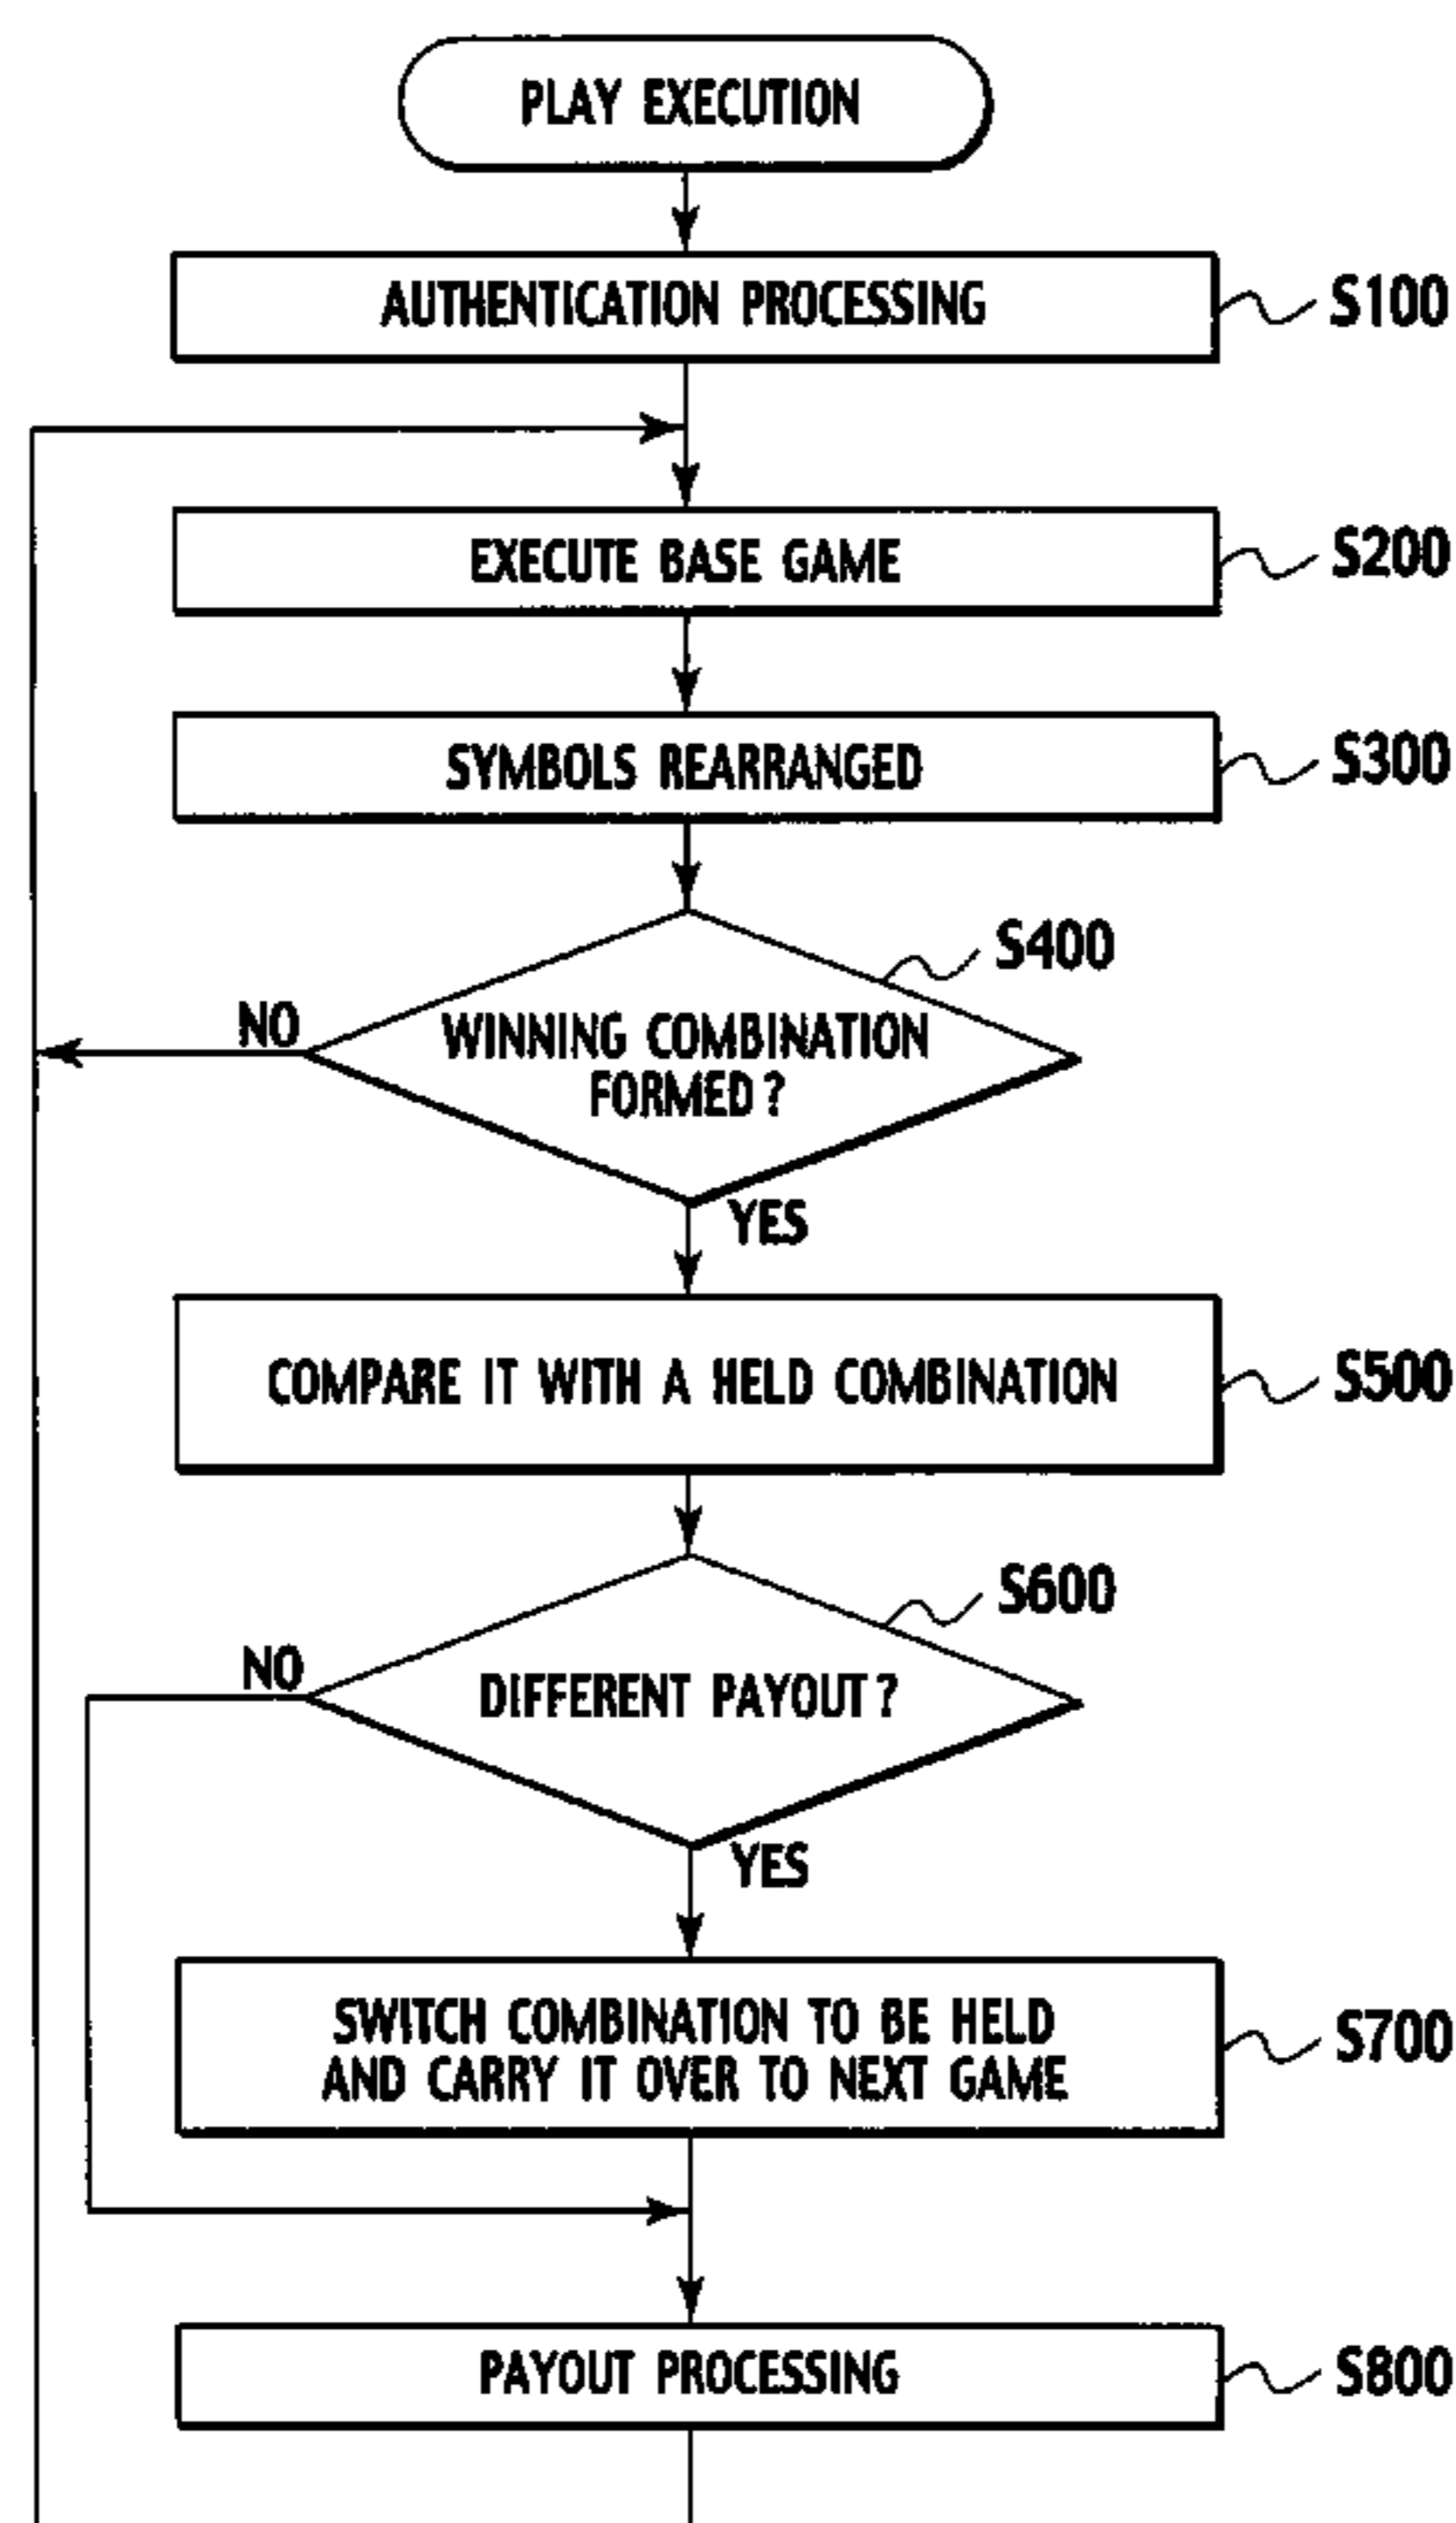 PLAY EXECUTION
AUTHENTICATION PROCESSING
S100
EXECUTE BASE GAME
S200
SYMBOLS REARRANGED
S300
S400
NO
WINNING COMBINATION
FORMED?
YES
COMPARE IT WITH A HELD COMBINATION
S500
S600
NO
DIFFERENT PAYOUT?
YES
SWITCH COMBINATION TO BE HELD
AND CARRY IT OVER TO NEXT GAME
S700
PAYOUT PROCESSING
S800